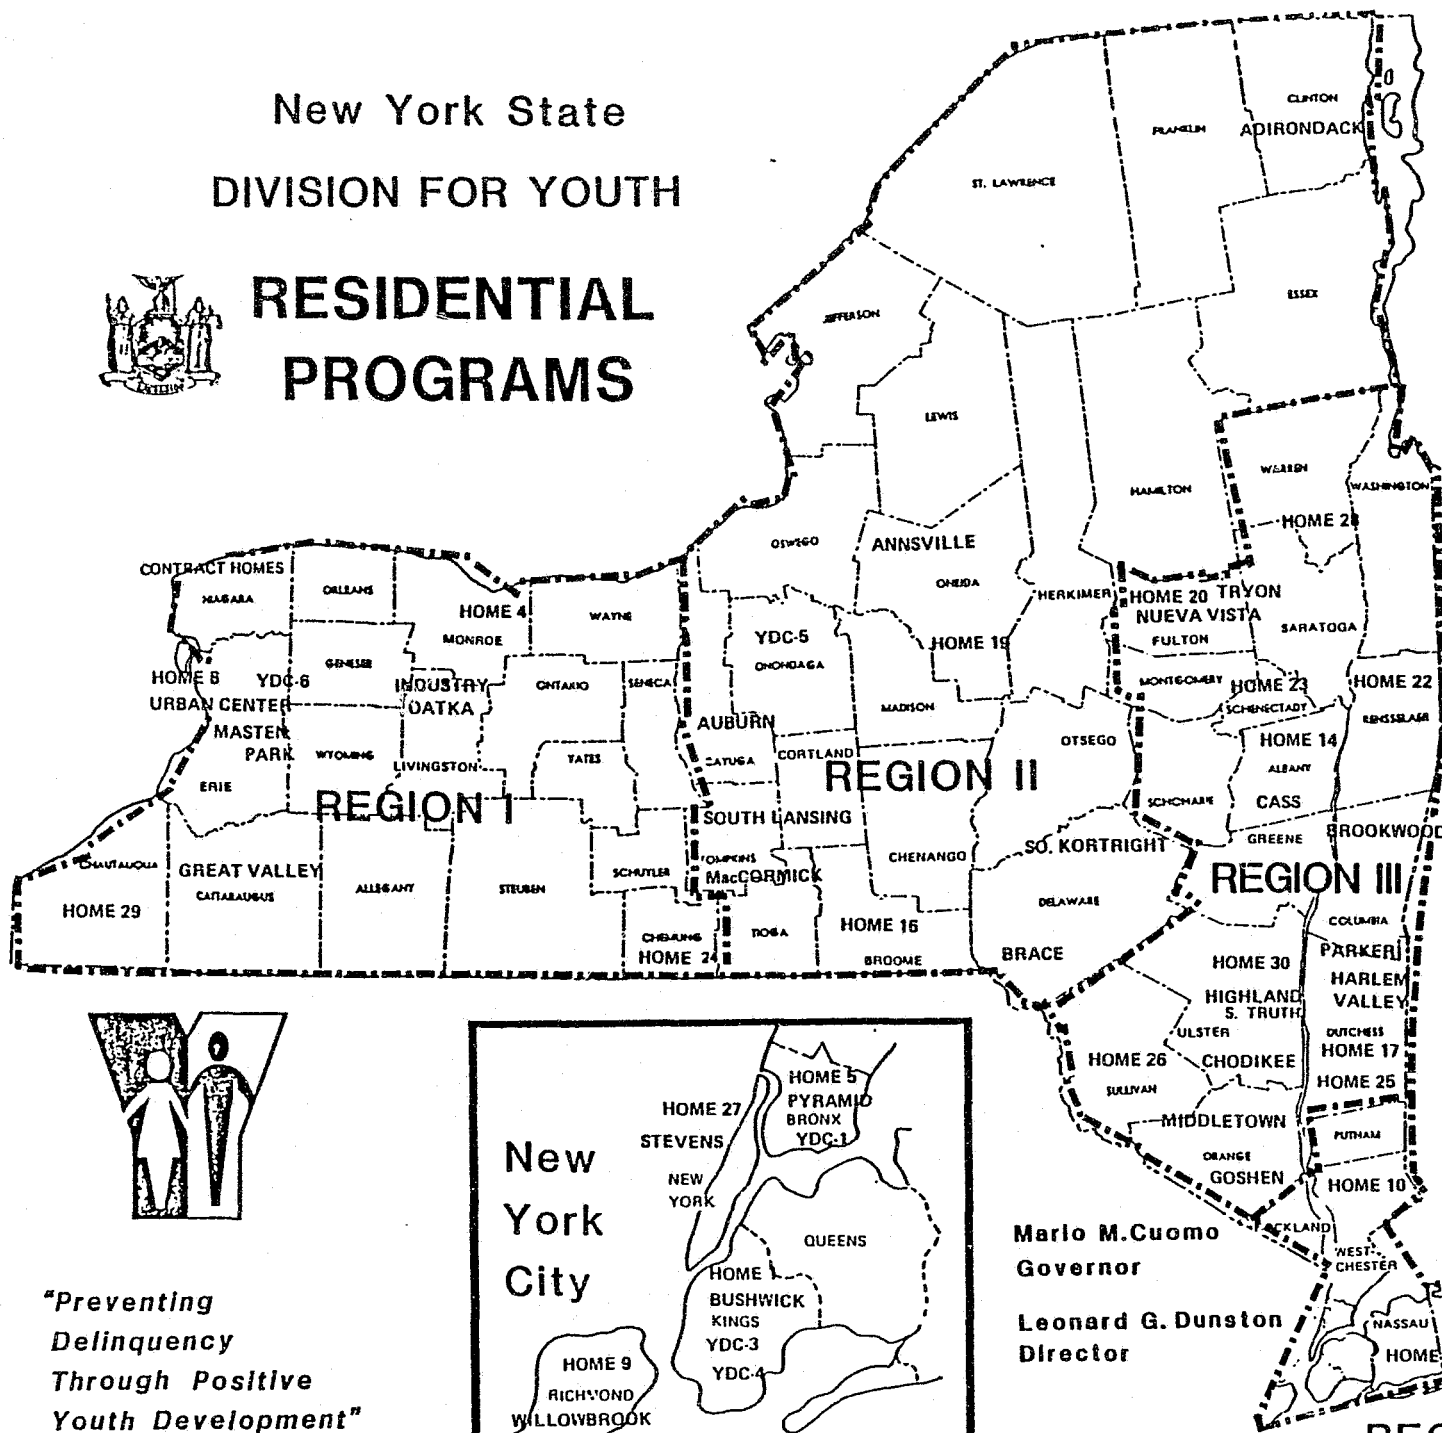 New York State
DIVISION FOR YOUTH
RESIDENTIAL
PROGRAMS
EXCELSIOR
CLINTON
ADIRONDACK
FRANKLIN
ST. LAWRENCE
ESSEX
JEFFERSON
LEWIS
HAMILTON
WARREN
WASHINGTON
HOME 2
OSWEGO
ANNSVILLE
ONEIDA
HERKIMER
HOME 20 TRYON
NUEVA VISTA
FULTON
SARATOGA
CONTRACT HOMES
NIAGARA
ORLEANS
HOME 4
MONROE
WAYNE
YDC-5
ONONDAGA
HOME 19
MADISON
MONTGOMERY
HOME 23
SCHENECTADY
HOME 22
RENSSELAER
HOME 6
YDC-6
URBAN CENTER
MASTEN
PARK
ERIE
GENESEE
WYOMING
INDUSTRY
OATKA
LIVINGSTON
ONTARIO
SENECA
YATES
AUBURN
CAYUGA
CORTLAND
OTSEGO
HOME 14
ALBANY
CASS
SCHOHARIE
REGION I
REGION II
SOUTH LANSING
TOMPKINS
MacCORMICK
CHENANGO
SO. KORTRIGHT
GREENE
BROOKWOOD
REGION III
CHAUTAUQUA
HOME 29
GREAT VALLEY
CATTARAUGUS
ALLEGANY
STEUBEN
SCHUYLER
CHEMUNG
HOME 24
TIOGA
HOME 16
BROOME
DELAWARE
BRACE
COLUMBIA
PARKER
HARLEM
VALLEY
DUTCHESS
HOME 17
HOME 25
HOME 30
HIGHLAND
S. TRUTH
ULSTER
CHODIKEE
HOME 26
SULLIVAN
MIDDLETOWN
ORANGE
GOSHEN
PUTNAM
HOME 10
ROCKLAND
WEST
CHESTER
NASSAU
HOME
New
York
City
HOME 27
STEVENS
NEW
YORK
HOME 5
PYRAMID
BRONX
YDC-1
QUEENS
HOME 1
BUSHWICK
KINGS
YDC-3
YDC-4
HOME 9
RICHMOND
WILLOWBROOK
Mario M.Cuomo
Governor
Leonard G. Dunston
Director
"Preventing
Delinquency
Through Positive
Youth Development"